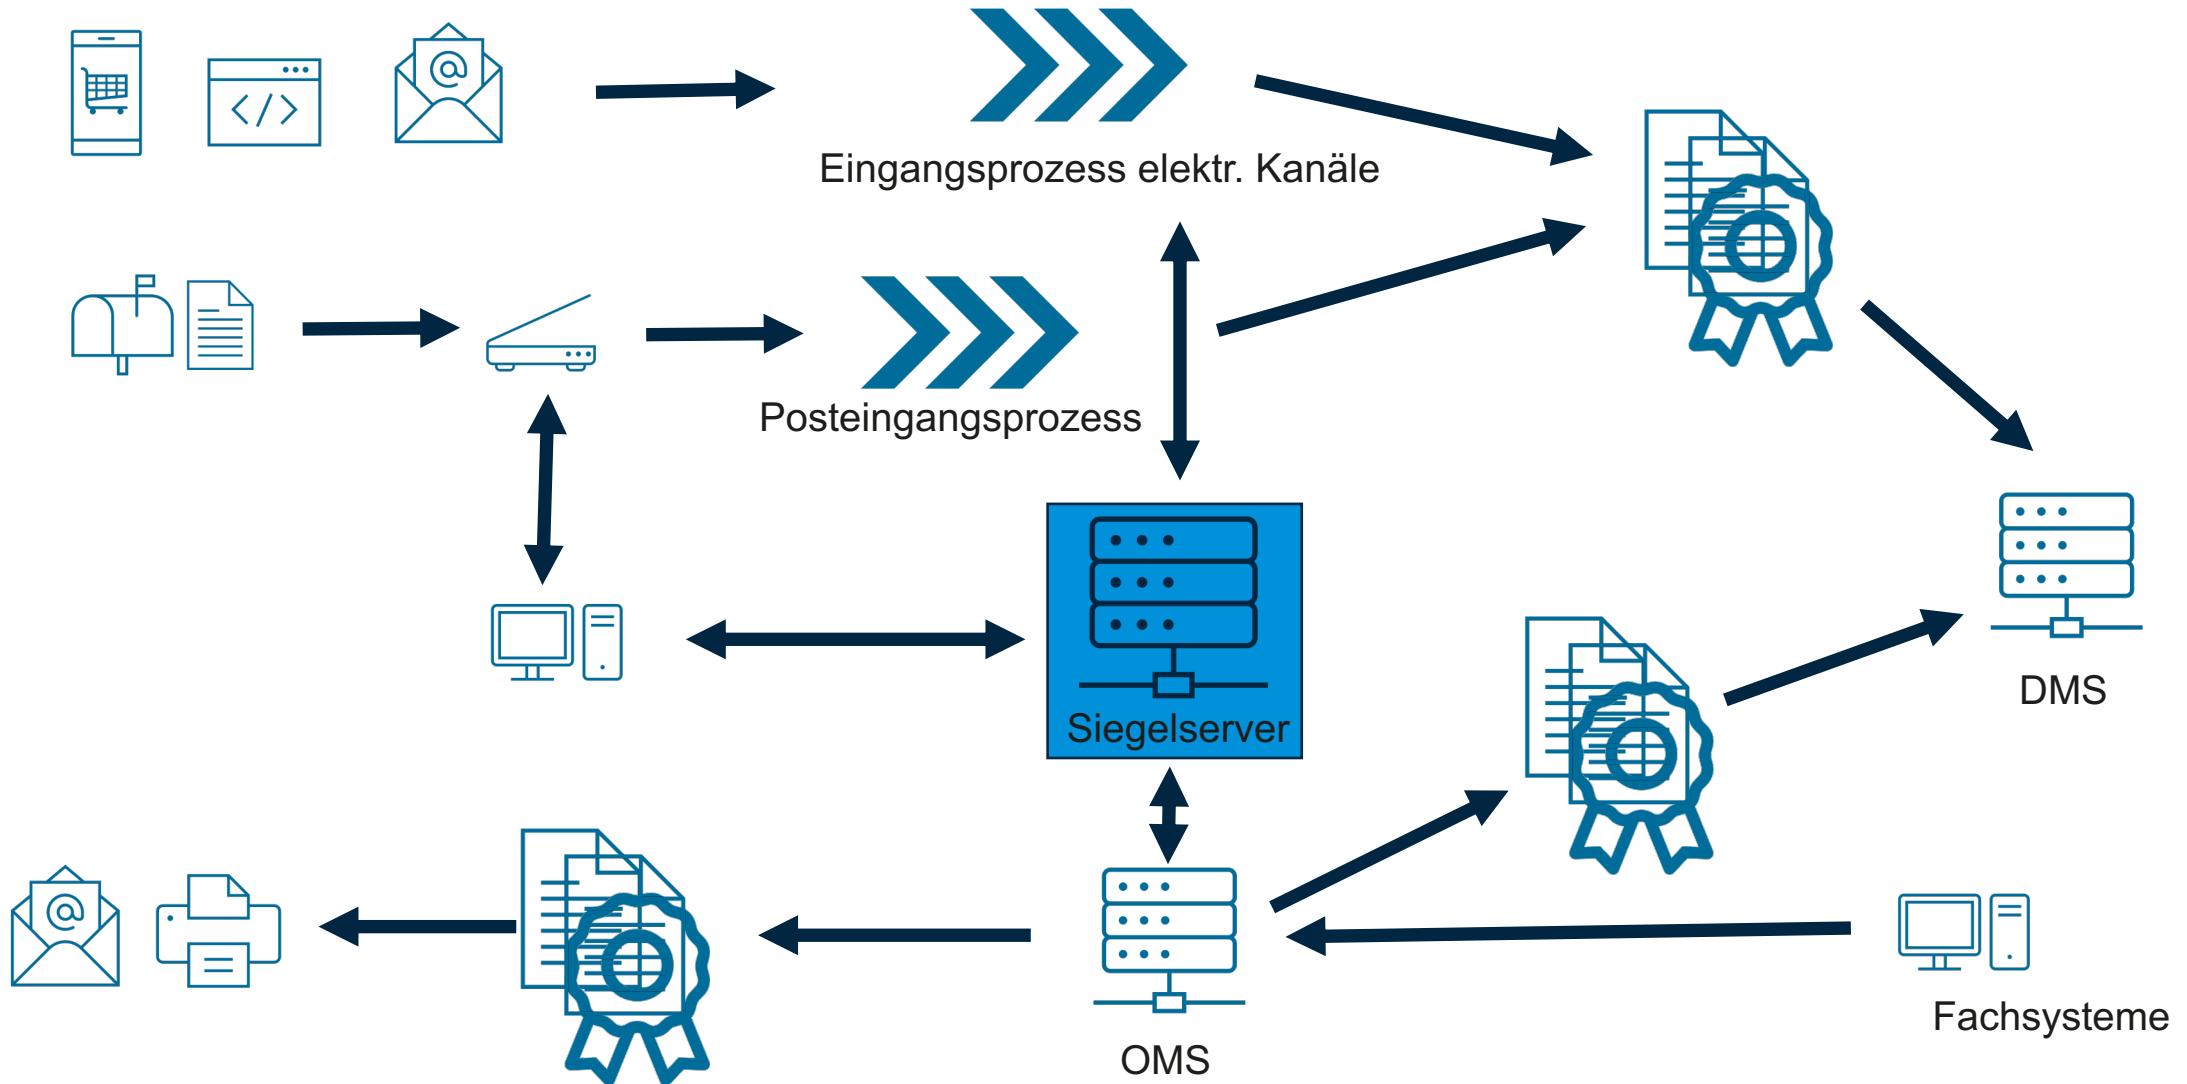 Eingangsprozess elektr. Kanäle
Posteingangsprozess
Siegelserver
DMS
Fachsysteme
OMS